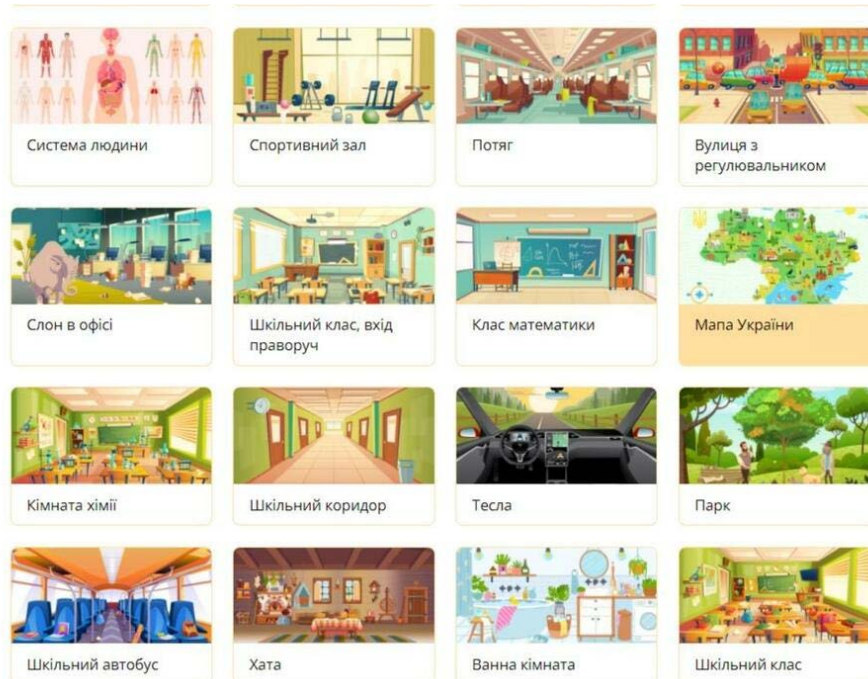 Система людини
Спортивний зал
Потяг
Вулиця з
регулювальником
Слон в офісі
Шкільний клас, вхід
праворуч
Клас математики
Мапа України
Кімната хімії
Шкільний коридор
Тесла
Парк
Шкільний автобус
Хата
Ванна кімната
Шкільний клас